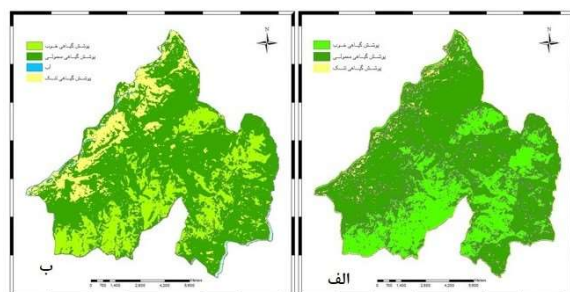 N
پوشش گیاهی خوب
پوشش گیاهی معمولی
پوشش گیاهی تنک
الف
N
پوشش گیاهی خوب
پوشش گیاهی معمولی
آب
پوشش گیاهی تنک
ب